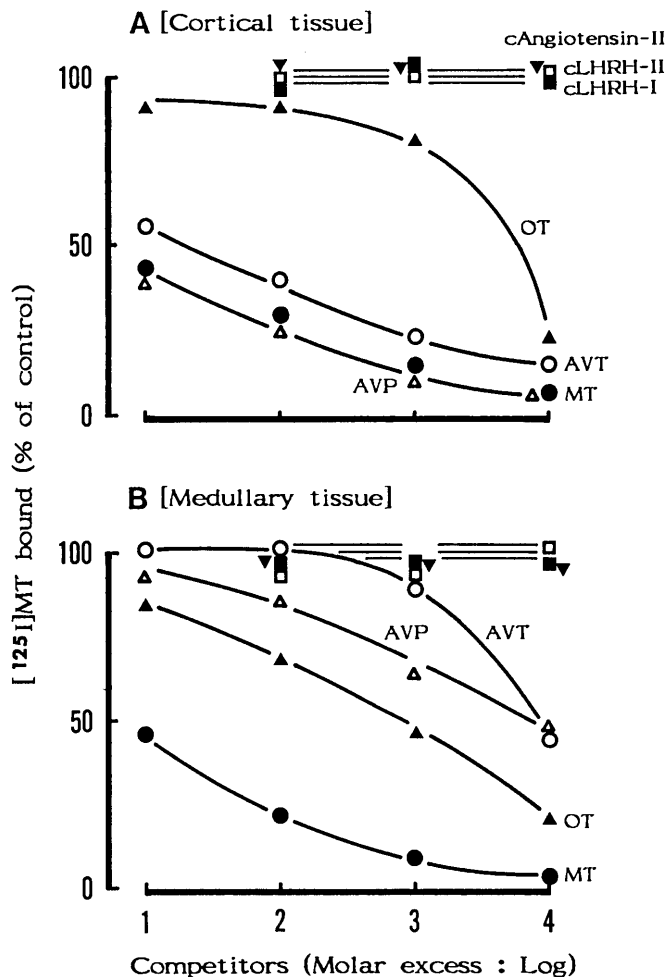 A [Cortical tissue]
cAngiotensin-II
cLHRH-II
cLHRH-I
100
50
0
OT
AVT
AVP
MT
[125I]MT bound (% of control)
B [Medullary tissue]
100
50
0
AVP
AVT
OT
MT
1 2 3 4
Competitors (Molar excess : Log)